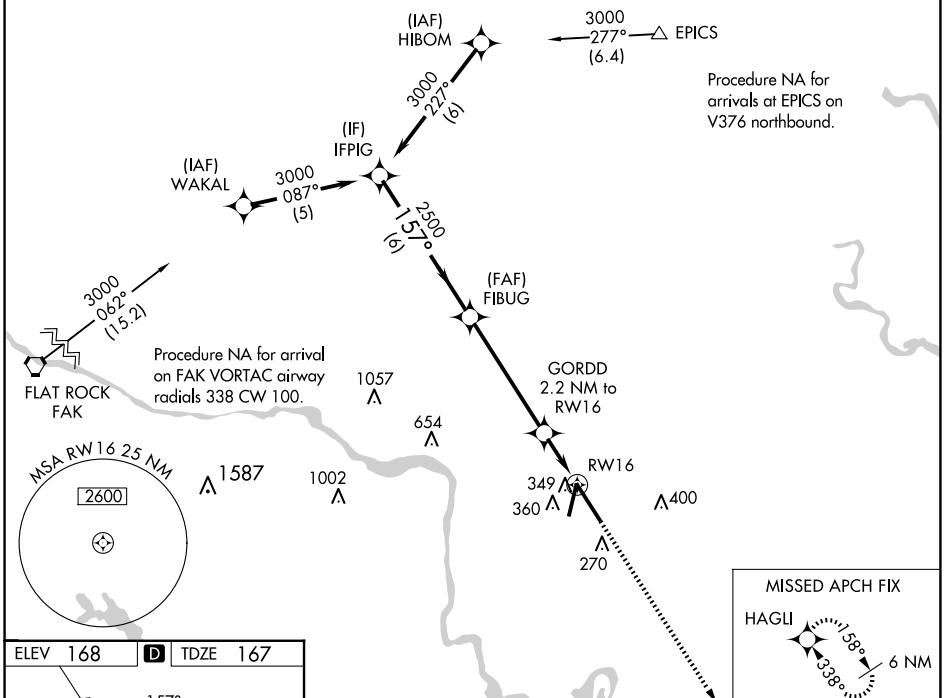 (IAF)
HIBOM
3000
277°
(6.4)
EPICS
Procedure NA for
arrivals at EPICS on
V376 northbound.
3000
227°
(6)
(IF)
IFPIG
(IAF)
WAKAL
3000
087°
(5)
2500
157°
(6)
(FAF)
FIBUG
3000
062°
(15.2)
FLAT ROCK
FAK
Procedure NA for arrival
on FAK VORTAC airway
radials 338 CW 100.
1057
654
GORDD
2.2 NM to
RW16
RW16
349
360
400
270
MSA RW16 25 NM
2600
1587
1002
MISSED APCH FIX
HAGLI
158°
338°
6 NM
ELEV 168 D TDZE 167
157°